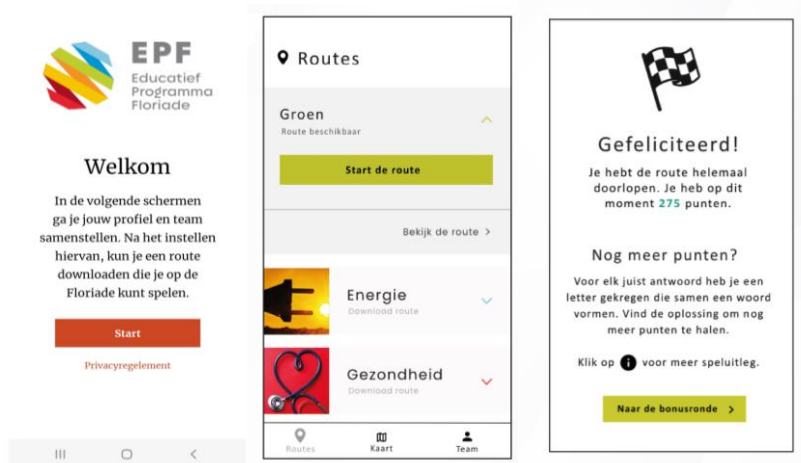 EPF
Educatief
Programma
Floriade
Welkom
In de volgende schermen
ga je jouw profiel en team
samenstellen. Na het instellen
hiervan, kun je een route
downloaden die je op de
Floriade kunt spelen.
Start
Privacyregelement
Routes
Groen
Route beschikbaar
Start de route
Bekijk de route >
Energie
Download route
Gezondheid
Download route
Routes
Kaart
Team
Gefeliciteerd!
Je hebt de route helemaal
doorlopen. Je heb op dit
moment 275 punten.
Nog meer punten?
Voor elk juist antwoord heb je een
letter gekregen die samen een woord
vormen. Vind de oplossing om nog
meer punten te halen.
Klik op i voor meer speluitleg.
Naar de bonusronde >